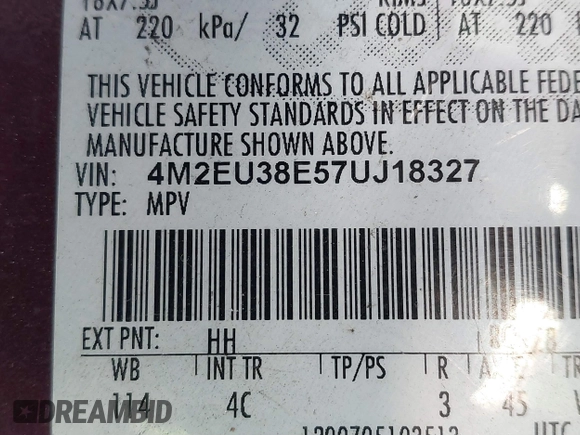 AT 220 kPa/ 32 PSI COLD AT 220
THIS VEHICLE CONFORMS TO ALL APPLICABLE FEDE
VEHICLE SAFETY STANDARDS IN EFFECT ON THE DA
MANUFACTURE SHOWN ABOVE.
VIN: 4M2EU38E57UJ18327
TYPE: MPV
EXT PNT: HH
WB INT TR TP/PS R TR
114 4C 3 45
DREAMBID